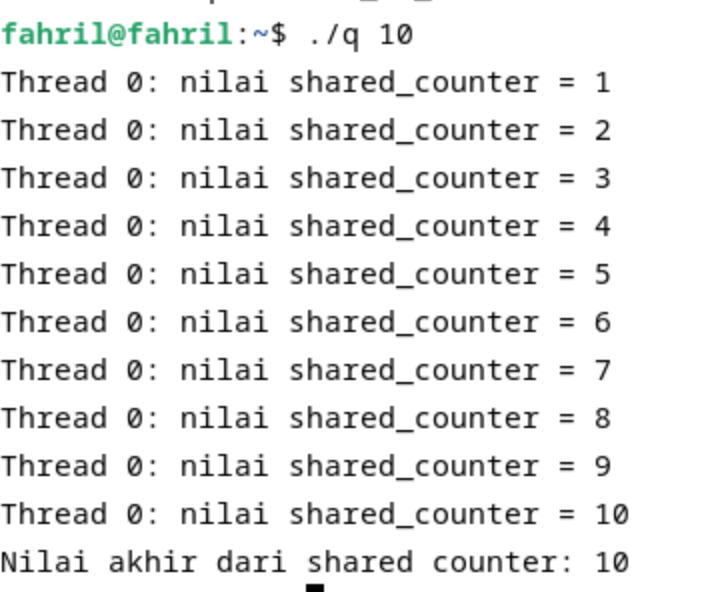 fahril@fahril:~$ ./q 10
Thread 0: nilai shared_counter = 1
Thread 0: nilai shared_counter = 2
Thread 0: nilai shared_counter = 3
Thread 0: nilai shared_counter = 4
Thread 0: nilai shared_counter = 5
Thread 0: nilai shared_counter = 6
Thread 0: nilai shared_counter = 7
Thread 0: nilai shared_counter = 8
Thread 0: nilai shared_counter = 9
Thread 0: nilai shared_counter = 10
Nilai akhir dari shared counter: 10